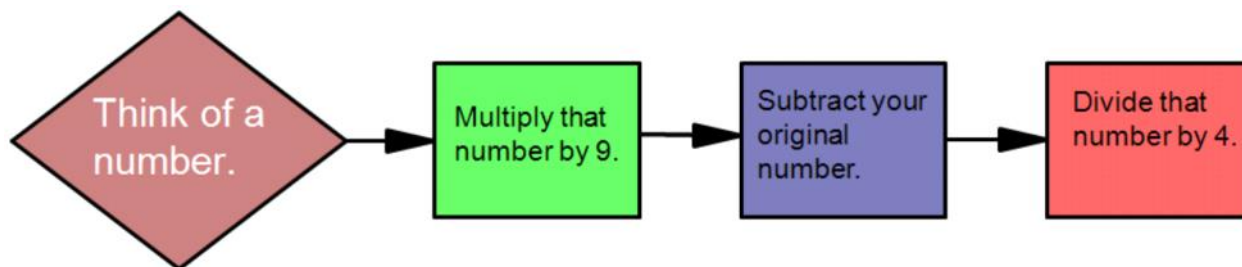 Think of a
number.
Multiply that
number by 9.
Subtract your
original
number.
Divide that
number by 4.